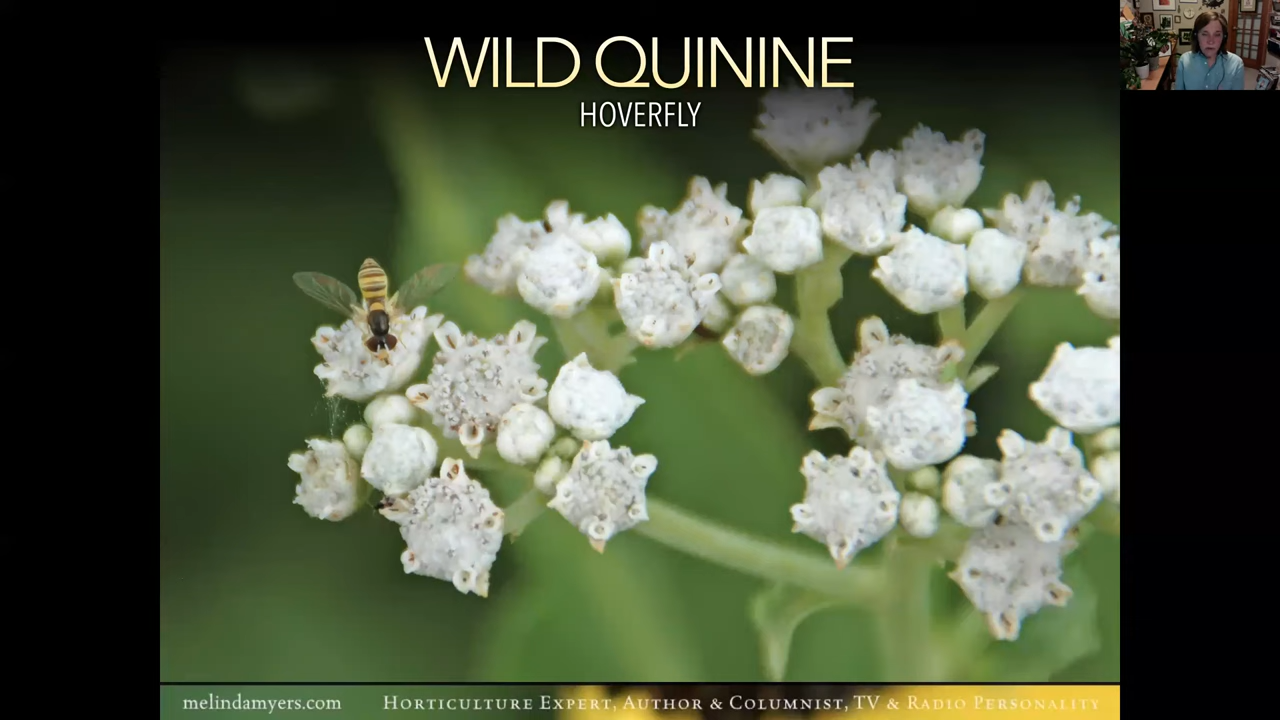 WILD QUININE
HOVERFLY
melindamyers.com HORTICULTURE EXPERT, AUTHOR & COLUMNIST, TV & RADIO PERSONALITY